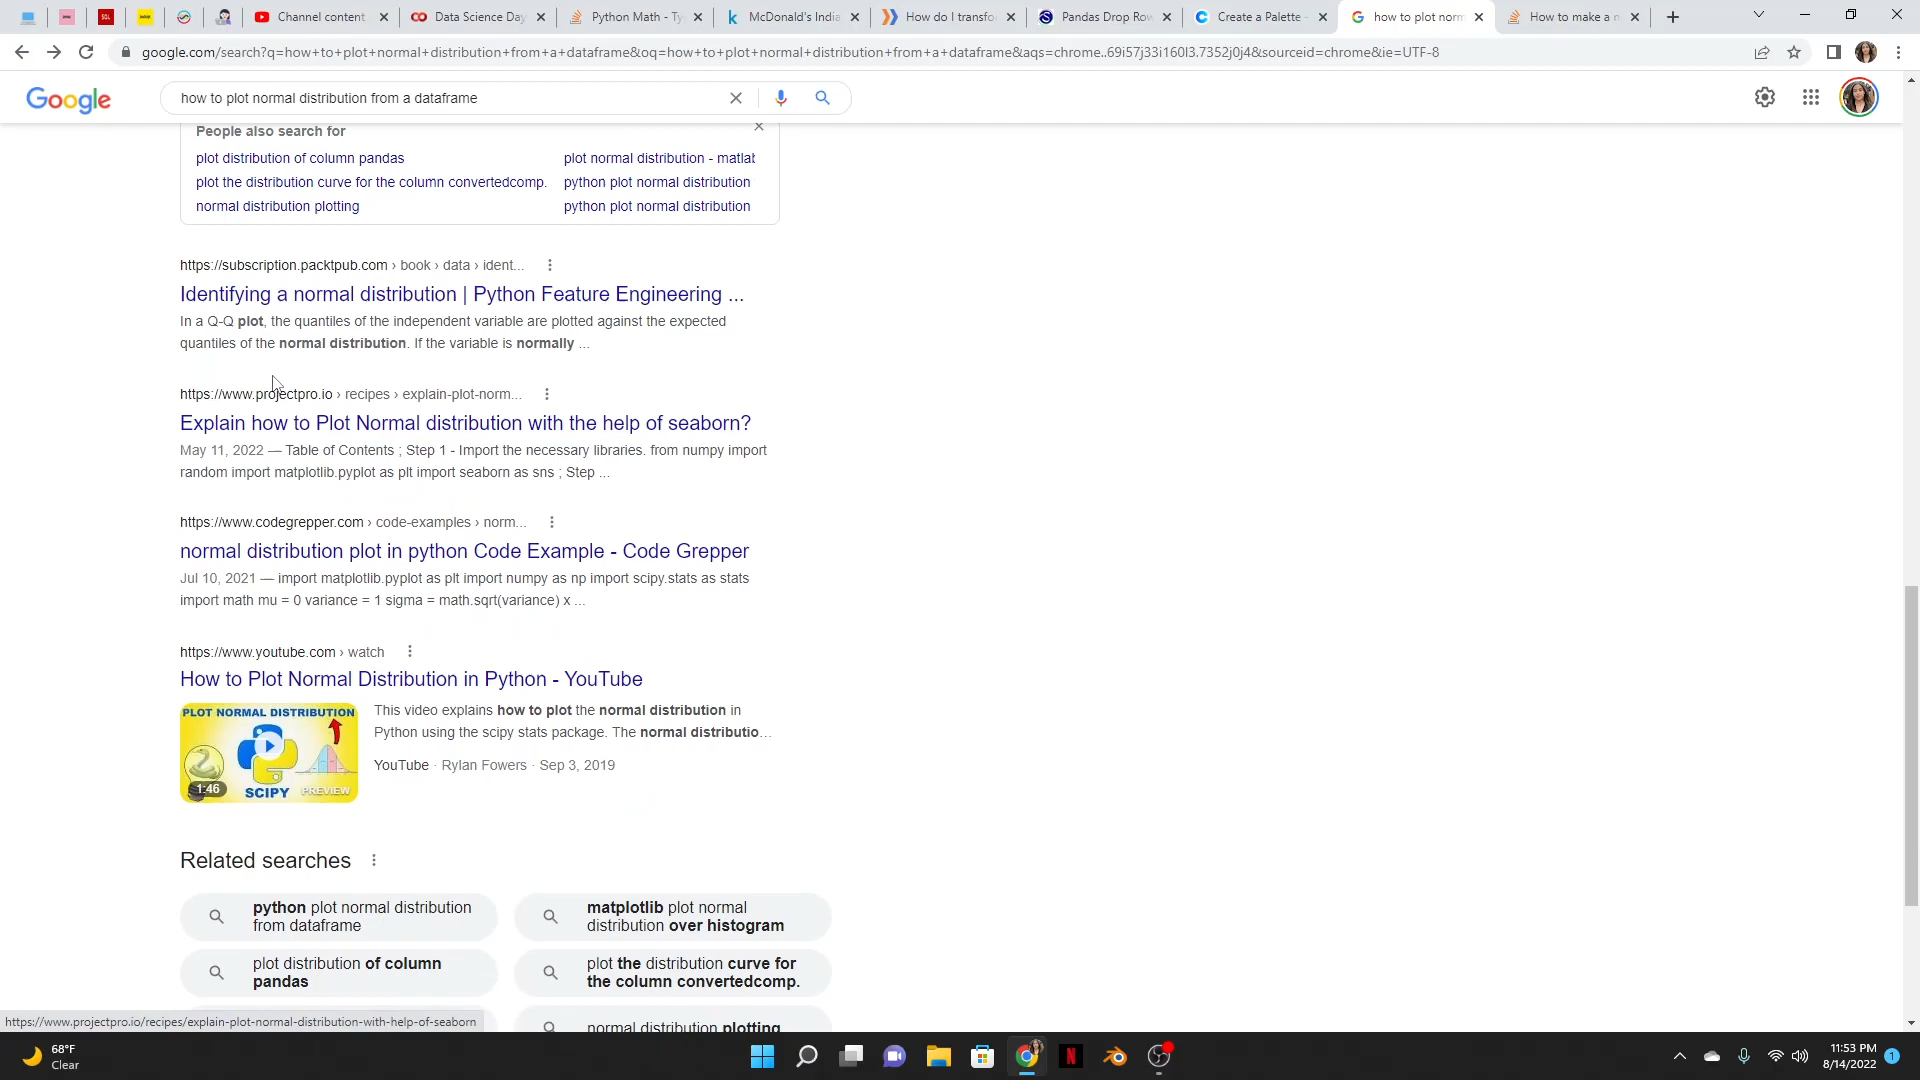 Channel content
Data Science Day
Python Math - Ty
McDonald's India
How do I transfo
Pandas Drop Row
Create a Palette -
how to plot norm
How to make a n
google.com/search?q=how+to+plot+normal+distribution+from+a+dataframe&oq=how+to+plot+normal+distribution+from+a+dataframe&aqs=chrome..69i57j33i160l3.7352j0j4&sourceid=chrome&ie=UTF-8
Google
how to plot normal distribution from a dataframe
People also search for
plot distribution of column pandas
plot normal distribution - matlab
plot the distribution curve for the column convertedcomp.
python plot normal distribution
normal distribution plotting
python plot normal distribution
https://subscription.packtpub.com › book › data › ident...
Identifying a normal distribution | Python Feature Engineering ...
In a Q-Q plot, the quantiles of the independent variable are plotted against the expected
quantiles of the normal distribution. If the variable is normally ...
https://www.projectpro.io › recipes › explain-plot-norm...
Explain how to Plot Normal distribution with the help of seaborn?
May 11, 2022 — Table of Contents ; Step 1 - Import the necessary libraries. from numpy import
random import matplotlib.pyplot as plt import seaborn as sns ; Step ...
https://www.codegrepper.com › code-examples › norm...
normal distribution plot in python Code Example - Code Grepper
Jul 10, 2021 — import matplotlib.pyplot as plt import numpy as np import scipy.stats as stats
import math mu = 0 variance = 1 sigma = math.sqrt(variance) x ...
https://www.youtube.com › watch
How to Plot Normal Distribution in Python - YouTube
PLOT NORMAL DISTRIBUTION
1:46
SCIPY
PREVIEW
This video explains how to plot the normal distribution in
Python using the scipy stats package. The normal distributio...
YouTube · Rylan Fowers · Sep 3, 2019
Related searches
python plot normal distribution
from dataframe
matplotlib plot normal
distribution over histogram
plot distribution of column
pandas
plot the distribution curve for
the column convertedcomp.
normal distribution plotting
https://www.projectpro.io/recipes/explain-plot-normal-distribution-with-help-of-seaborn
68°F
Clear
11:53 PM
8/14/2022
1